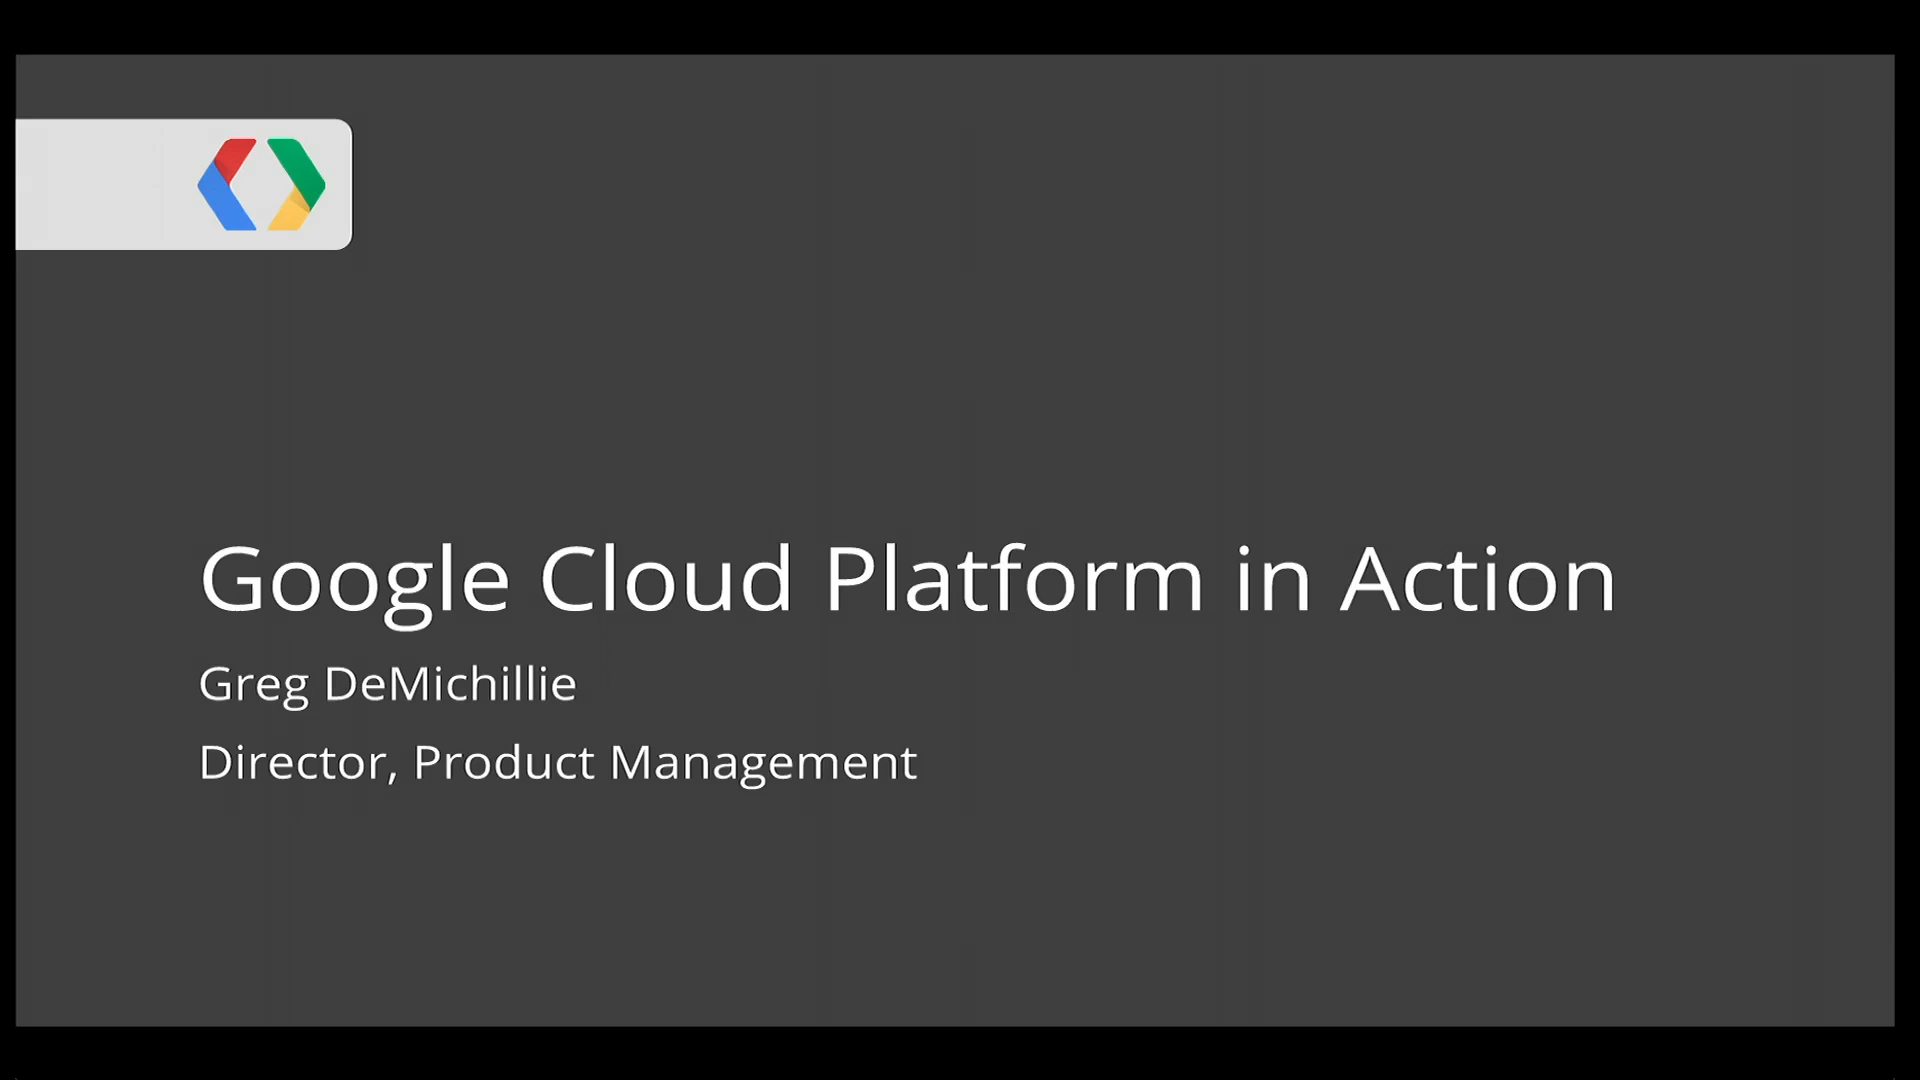 Google Cloud Platform in Action
Greg DeMichillie
Director, Product Management